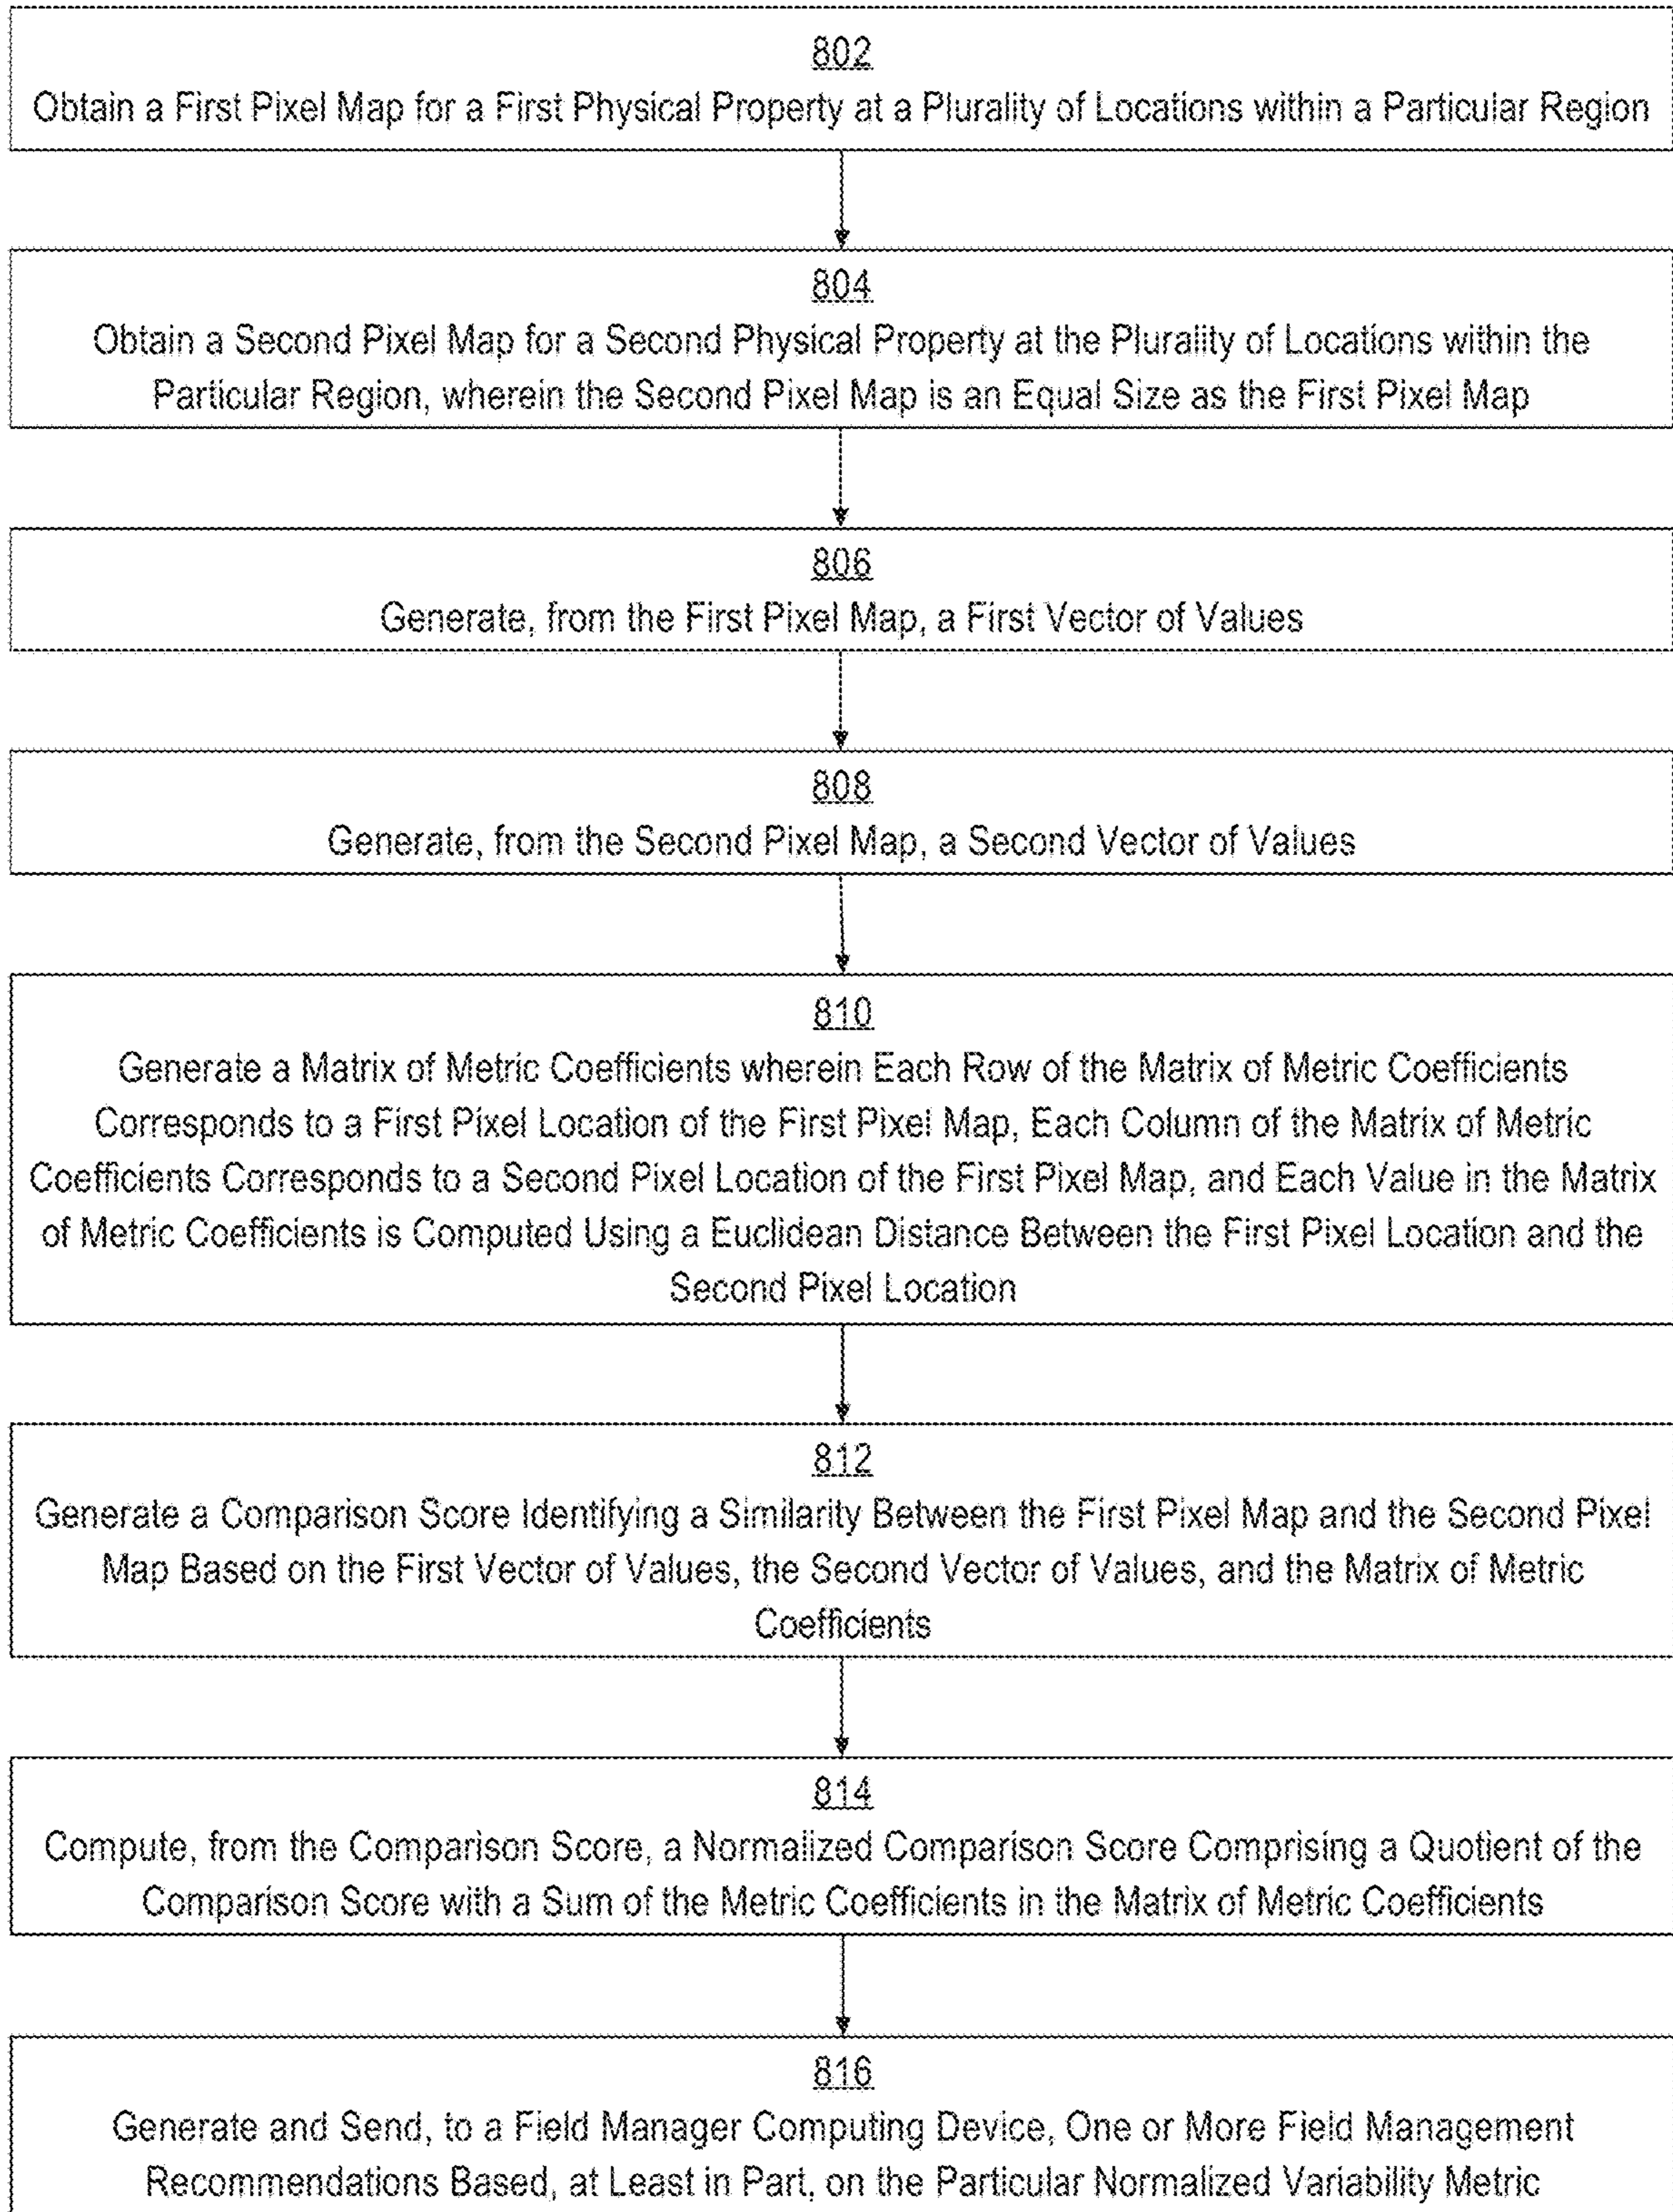 802
Obtain a First Pixel Map for a First Physical Property at a Plurality of Locations within a Particular Region
804
Obtain a Second Pixel Map for a Second Physical Property at the Plurality of Locations within the
Particular Region, wherein the Second Pixel Map is an Equal Size as the First Pixel Map
806
Generate, from the First Pixel Map, a First Vector of Values
808
Generate, from the Second Pixel Map, a Second Vector of Values
810
Generate a Matrix of Metric Coefficients wherein Each Row of the Matrix of Metric Coefficients
Corresponds to a First Pixel Location of the First Pixel Map, Each Column of the Matrix of Metric
Coefficients Corresponds to a Second Pixel Location of the First Pixel Map, and Each Value in the Matrix
of Metric Coefficients is Computed Using a Euclidean Distance Between the First Pixel Location and the
Second Pixel Location
812
Generate a Comparison Score Identifying a Similarity Between the First Pixel Map and the Second Pixel
Map Based on the First Vector of Values, the Second Vector of Values, and the Matrix of Metric
Coefficients
814
Compute, from the Comparison Score, a Normalized Comparison Score Comprising a Quotient of the
Comparison Score with a Sum of the Metric Coefficients in the Matrix of Metric Coefficients
816
Generate and Send, to a Field Manager Computing Device, One or More Field Management
Recommendations Based, at Least in Part, on the Particular Normalized Variability Metric